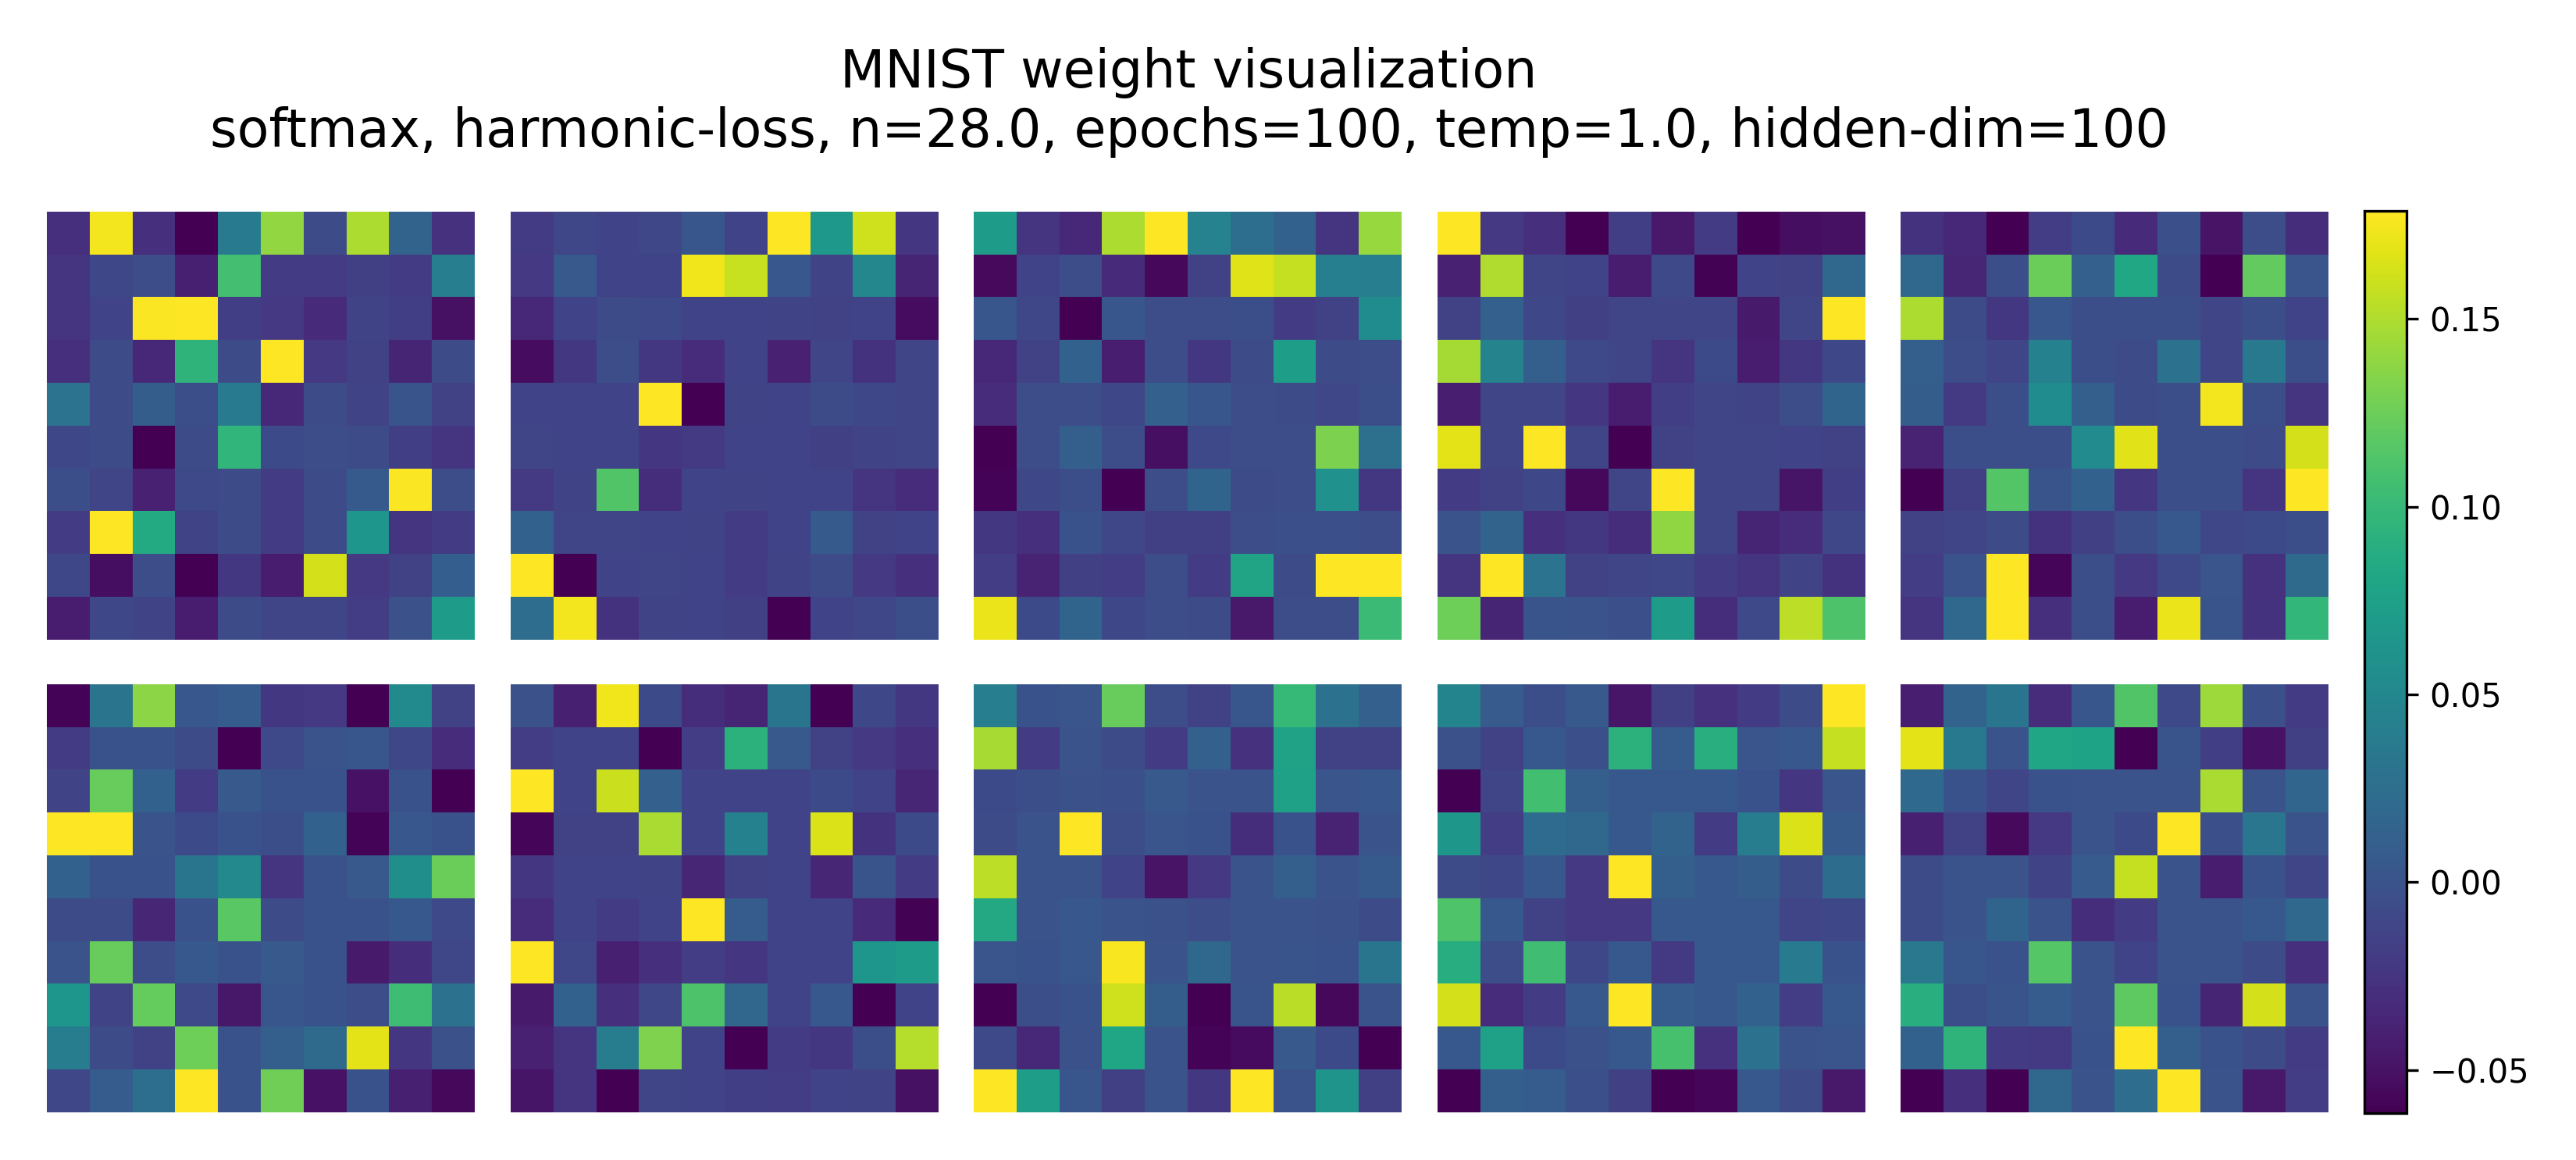 MNIST weight visualization
softmax, harmonic-loss, n=28.0, epochs=100, temp=1.0, hidden-dim=100
0.15
0.10
0.05
0.00
−0.05